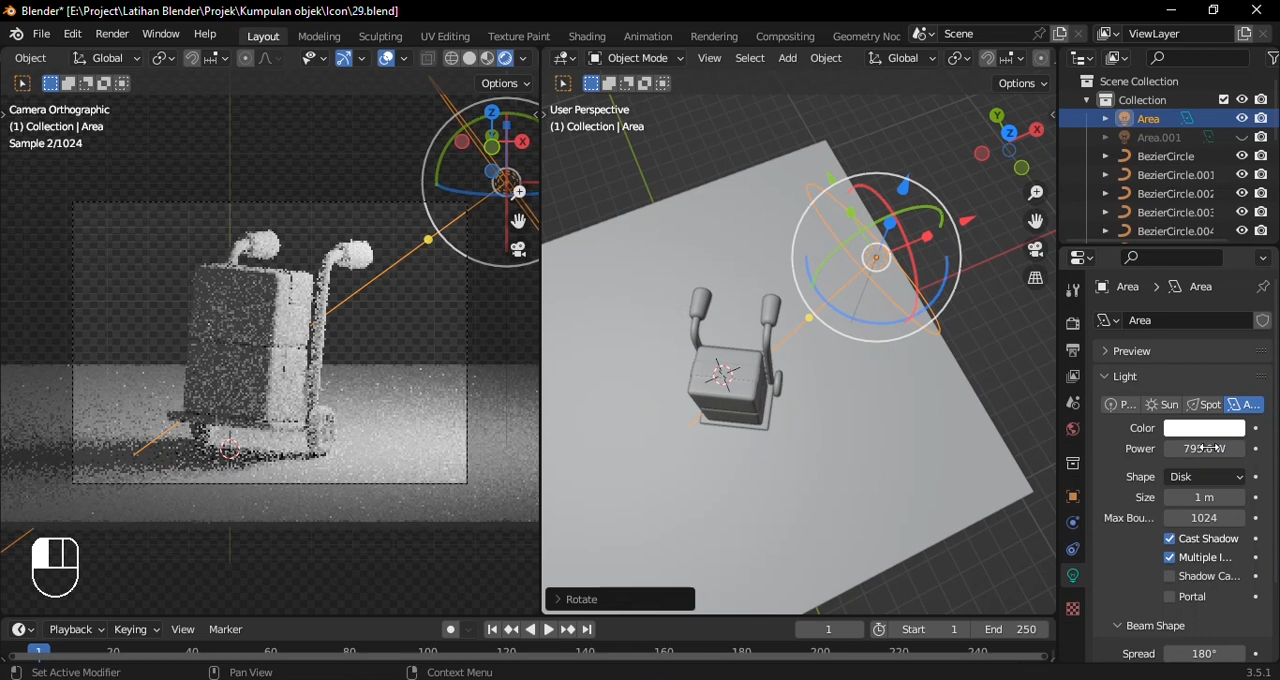 Blender* [E:\Project\Latihan Blender\Projek\Kumpulan objek\Icon\29.blend]
File Edit Render Window Help Layout Modeling Sculpting UV Editing Texture Paint Shading Animation Rendering Compositing Geometry Noc Scene ViewLayer
Object Global Object Mode View Select Add Object Global
Options Options
Camera Orthographic
(1) Collection | Area
Sample 2/1024
User Perspective
(1) Collection | Area
Z
X
Y
Z
X
Scene Collection
Collection
Area
Area.001
BezierCircle
BezierCircle.001
BezierCircle.002
BezierCircle.003
BezierCircle.004
Area > Area
Area
Preview
Light
P... Sun Spot A...
Color
Power
Shape Disk
Size 1 m
Max Bou... 1024
Cast Shadow
Multiple I...
Shadow Ca...
Portal
Beam Shape
Spread 180°
Rotate
Playback Keying View Marker 1 Start 1 End 250
1 20 40 60 80 100 120 140 160 180 200 220 240
Set Active Modifier Pan View Context Menu 3.5.1